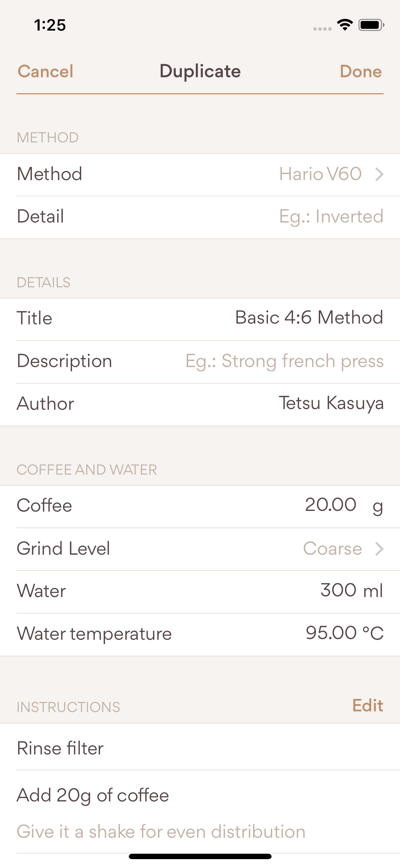 1:25
Cancel Duplicate Done
METHOD
Method Hario V60
Detail Eg.: Inverted
DETAILS
Title Basic 4:6 Method
Description Eg.: Strong french press
Author Tetsu Kasuya
COFFEE AND WATER
Coffee 20.00 g
Grind Level Coarse
Water 300 ml
Water temperature 95.00 °C
INSTRUCTIONS Edit
Rinse filter
Add 20g of coffee
Give it a shake for even distribution